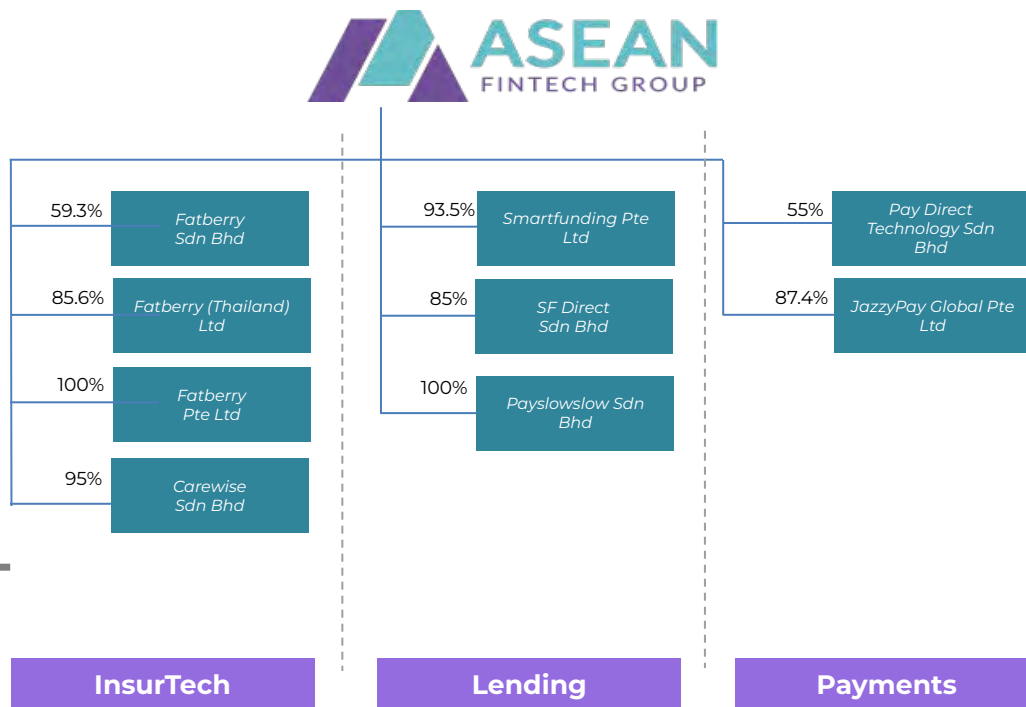 ASEAN
FINTECH GROUP
59.3%
Fatberry
Sdn Bhd
85.6%
Fatberry (Thailand)
Ltd
100%
Fatberry
Pte Ltd
95%
Carewise
Sdn Bhd
93.5%
Smartfunding Pte
Ltd
85%
SF Direct
Sdn Bhd
100%
Payslowslow Sdn
Bhd
55%
Pay Direct
Technology Sdn
Bhd
87.4%
JazzyPay Global Pte
Ltd
InsurTech
Lending
Payments